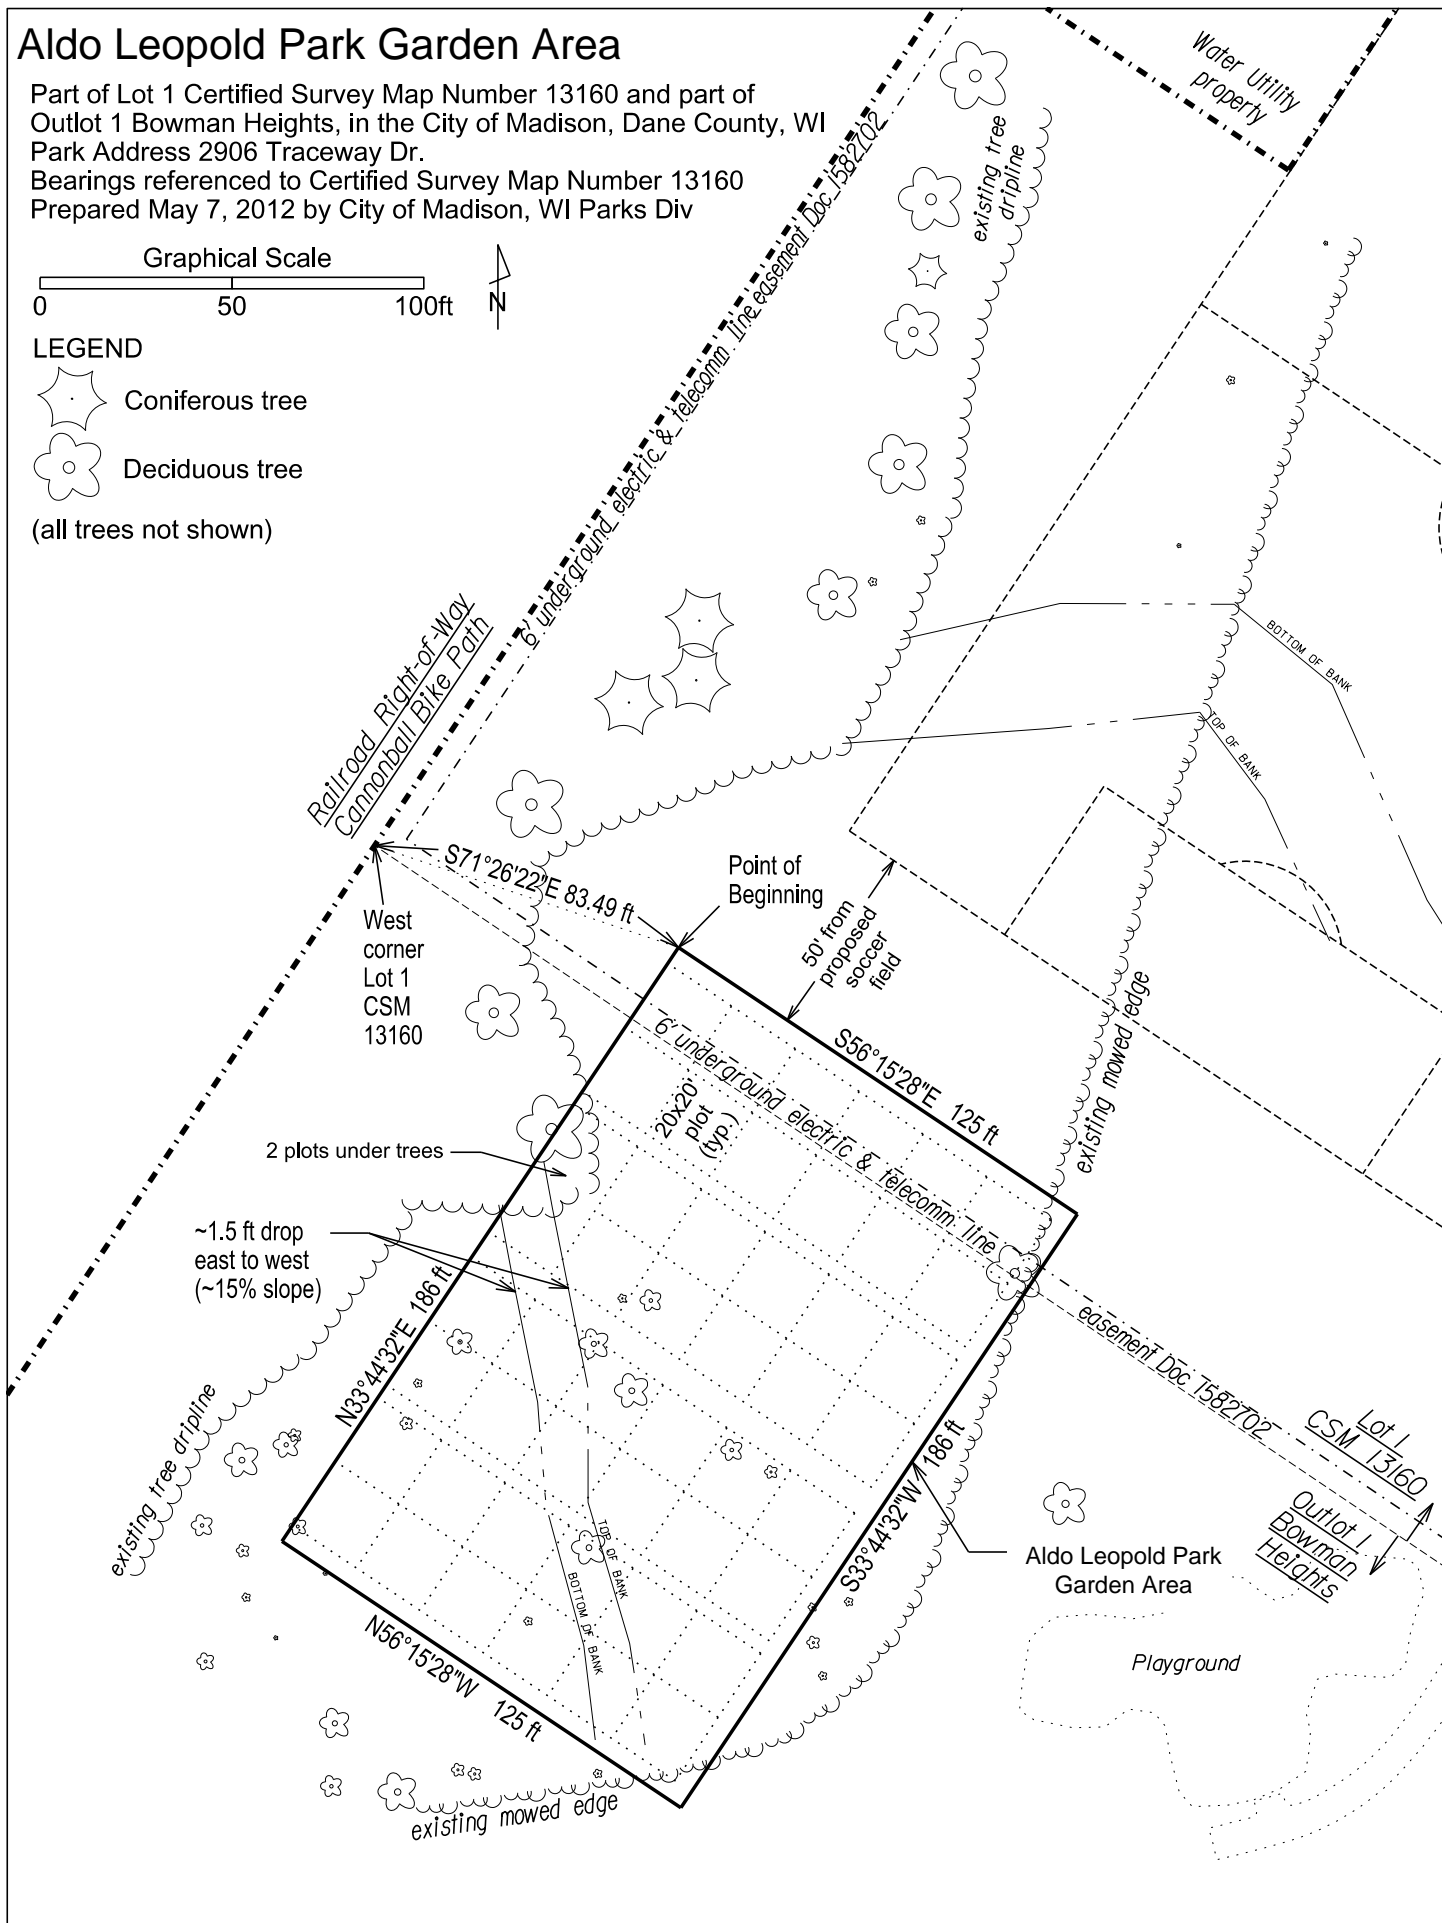 Aldo Leopold Park Garden Area
Part of Lot 1 Certified Survey Map Number 13160 and part of
Outlot 1 Bowman Heights, in the City of Madison, Dane County, WI
Park Address 2906 Traceway Dr.
Bearings referenced to Certified Survey Map Number 13160
Prepared May 7, 2012 by City of Madison, WI Parks Div
Graphical Scale
0 50 100ft
N
LEGEND
Coniferous tree
Deciduous tree
(all trees not shown)
Water Utility
property
existing tree
dripline
6' underground electric & telecomm line easement Doc 1582702
Railroad Right-of-Way
Cannonball Bike Path
BOTTOM OF BANK
TOP OF BANK
S71°26'22"E 83.49 ft
Point of
Beginning
West
corner
Lot 1
CSM
13160
50' from
proposed
soccer
field
S56°15'28"E 125 ft
existing mowed edge
6' underground electric & telecomm line
easement Doc 1582702
20x20'
plot
(typ.)
2 plots under trees
~1.5 ft drop
east to west
(~15% slope)
N33°44'32"E 186 ft
existing tree dripline
S33°44'32"W 186 ft
Lot 1
CSM 13160
Outlot 1
Bowman
Heights
Aldo Leopold Park
Garden Area
TOP OF BANK
BOTTOM OF BANK
N56°15'28"W 125 ft
Playground
existing mowed edge